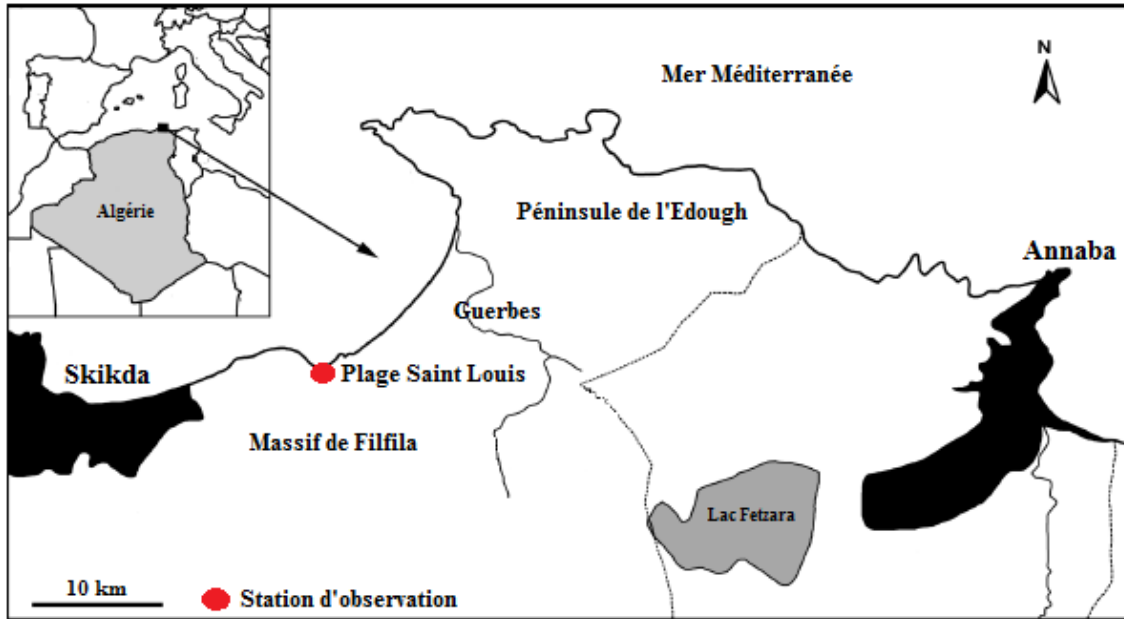 N
Mer Méditerranée
Algérie
Péninsule de l'Edough
Annaba
Guerbes
Skikda
Plage Saint Louis
Massif de Filfila
Lac Fetzara
10 km
Station d'observation